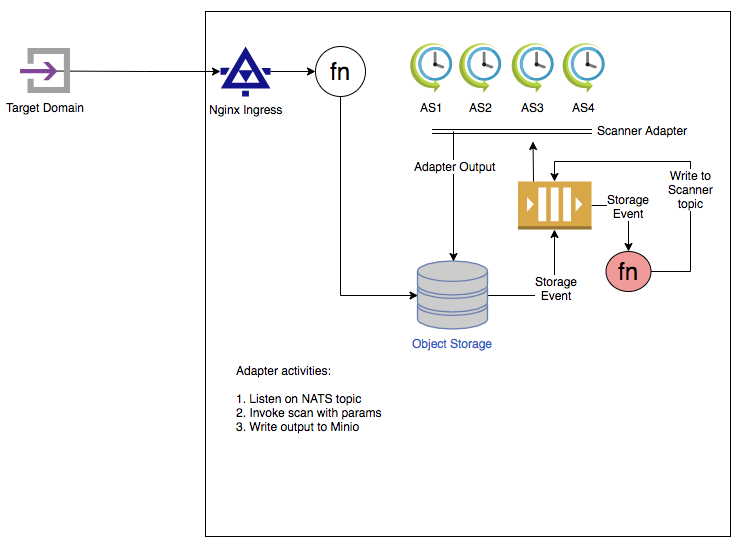 Target Domain
Nginx Ingress
fn
AS1
AS2
AS3
AS4
Scanner Adapter
Adapter Output
Write to
Scanner
topic
Storage
Event
fn
Storage
Event
Object Storage
Adapter activities:
1. Listen on NATS topic
2. Invoke scan with params
3. Write output to Minio